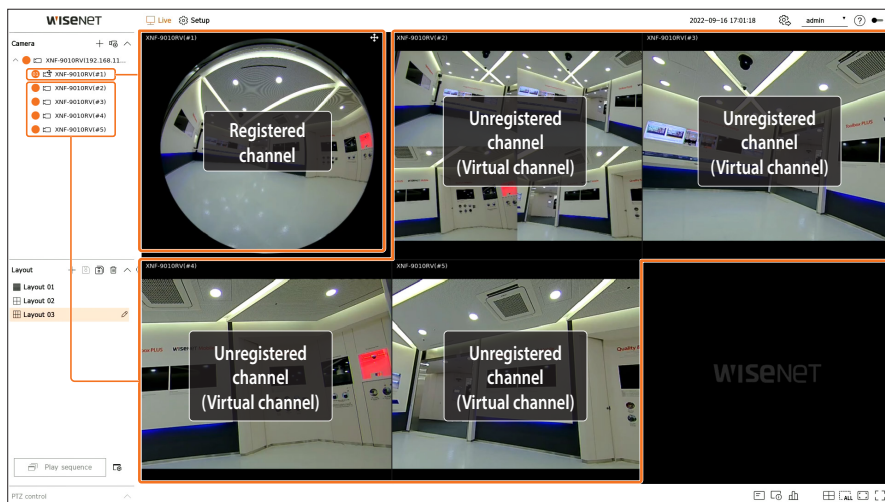 WISENET
Live
Setup
2022-09-16 17:01:18
admin
Camera
XNF-9010RV(192.168.11...
XNF-9010RV(#1)
XNF-9010RV(#2)
XNF-9010RV(#3)
XNF-9010RV(#4)
XNF-9010RV(#5)
Layout
Layout 01
Layout 02
Layout 03
Play sequence
PTZ control
XNF-9010RV(#1)
Registered
channel
XNF-9010RV(#2)
Unregistered
channel
(Virtual channel)
XNF-9010RV(#3)
Unregistered
channel
(Virtual channel)
XNF-9010RV(#4)
Unregistered
channel
(Virtual channel)
XNF-9010RV(#5)
Unregistered
channel
(Virtual channel)
WISENET
ALL